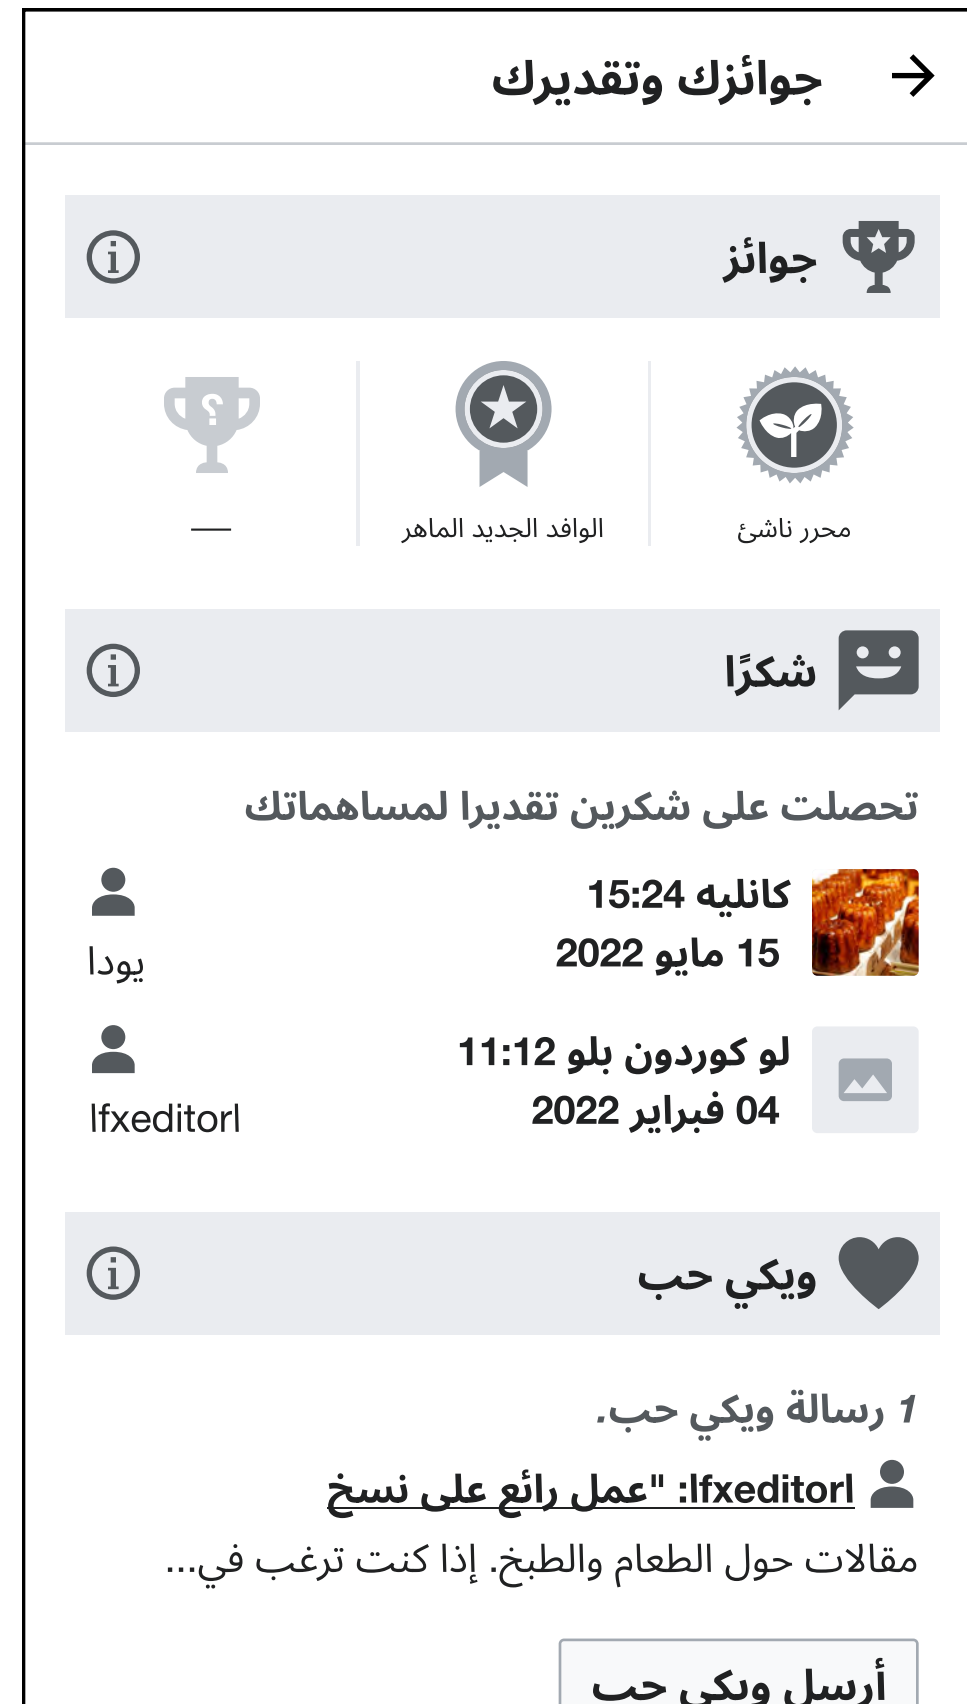 جوائزك وتقديرك
جوائز
محرر ناشئ
الوافد الجديد الماهر
؟
—
شكرًا
تحصلت على شكرين تقديرا لمساهماتك
كانليه 15:24
15 مايو 2022
يودا
لو كوردون بلو 11:12
04 فبراير 2022
lfxeditorl
ويكي حب
1 رسالة ويكي حب.
lfxeditorl: "عمل رائع على نسخ
مقالات حول الطعام والطبخ. إذا كنت ترغب في...
أرسل ويكي حب